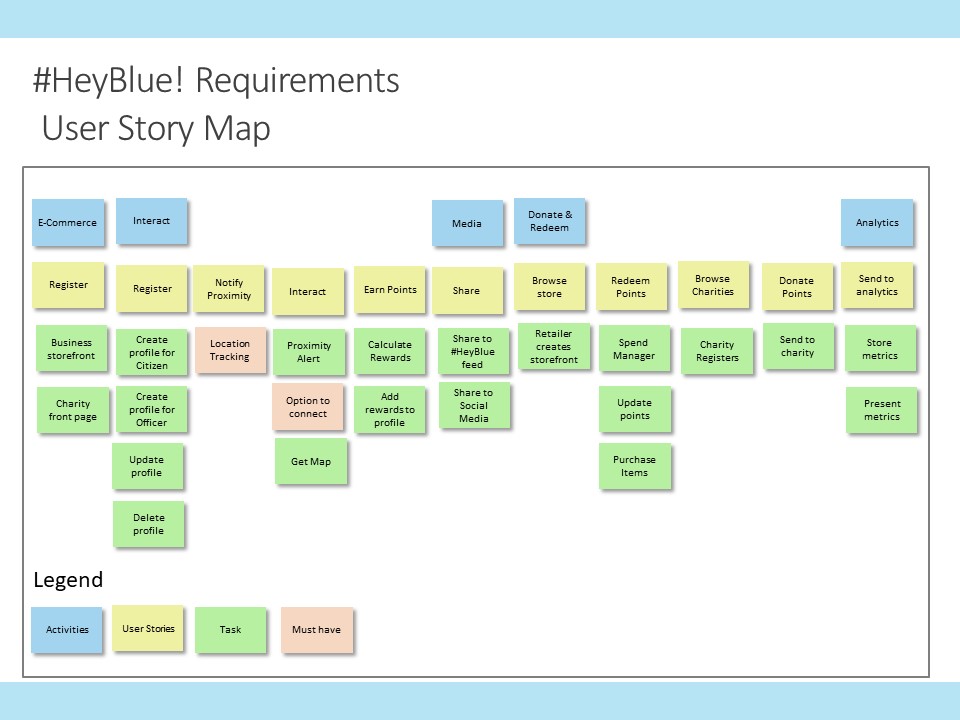 #HeyBlue! Requirements
User Story Map
E-Commerce
Interact
Media
Donate &
Redeem
Analytics
Register
Register
Notify
Proximity
Interact
Earn Points
Share
Browse
store
Redeem
Points
Browse
Charities
Donate
Points
Send to
analytics
Business
storefront
Create
profile for
Citizen
Location
Tracking
Proximity
Alert
Calculate
Rewards
Share to
#HeyBlue
feed
Retailer
creates
storefront
Spend
Manager
Charity
Registers
Send to
charity
Store
metrics
Charity
front page
Create
profile for
Officer
Option to
connect
Add
rewards to
profile
Share to
Social
Media
Update
points
Present
metrics
Update
profile
Get Map
Purchase
Items
Delete
profile
Legend
Activities
User Stories
Task
Must have